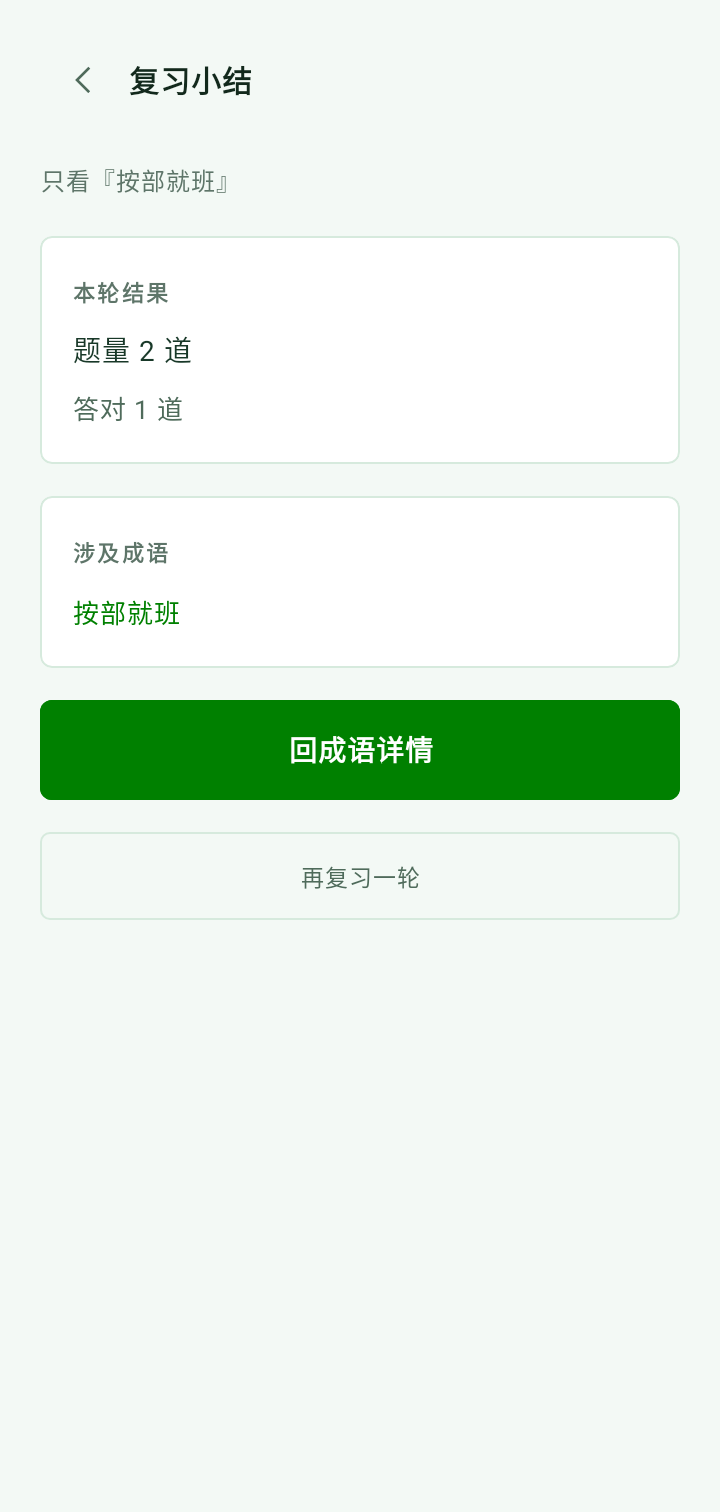 复习小结
只看『按部就班』
本轮结果
题量 2 道
答对 1 道
涉及成语
按部就班
回成语详情
再复习一轮